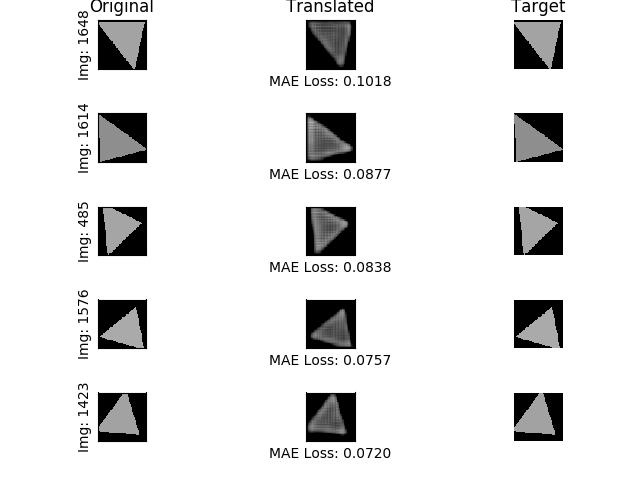 Original Translated Target
Img: 1648
MAE Loss: 0.1018
Img: 1614
MAE Loss: 0.0877
Img: 485
MAE Loss: 0.0838
Img: 1576
MAE Loss: 0.0757
Img: 1423
MAE Loss: 0.0720